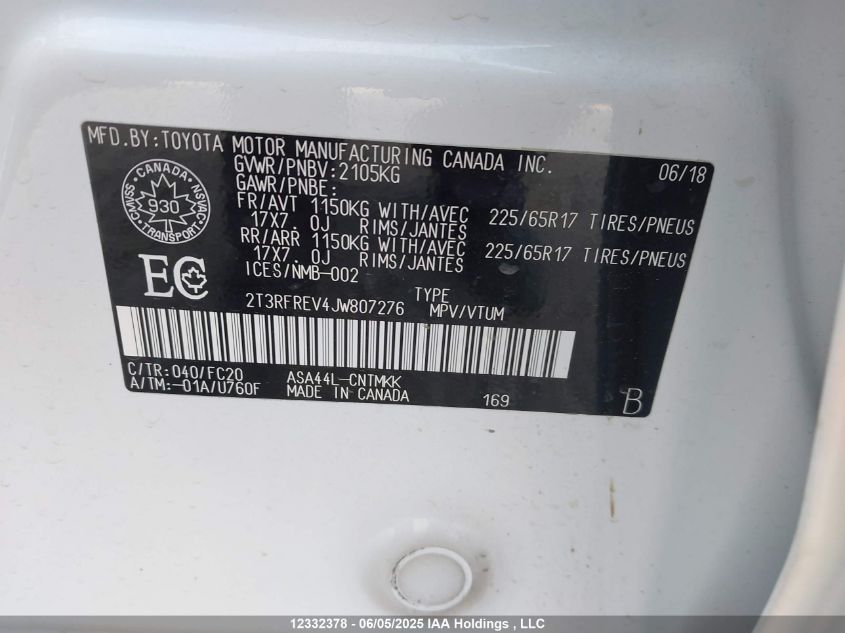 MFD.BY:TOYOTA MOTOR MANUFACTURING CANADA INC. 06/18
GVWR/PNBV:2105KG
GAWR/PNBE:
FR/AVT 1150KG WITH/AVEC 225/65R17 TIRES/PNEUS
17X7.0J RIMS/JANTES
RR/ARR 1150KG WITH/AVEC 225/65R17 TIRES/PNEUS
17X7.0J RIMS/JANTES
ICES/NMB-002
CANADA
CMVSS
NSVAC
930
TRANSPORT
EC
2T3RFREV4JW807276
TYPE
MPV/VTUM
C/TR:040/FC20 ASA44L-CNTMKK
A/TM:-01A/U760F MADE IN CANADA 169 B
12332378 - 06/05/2025 IAA Holdings , LLC